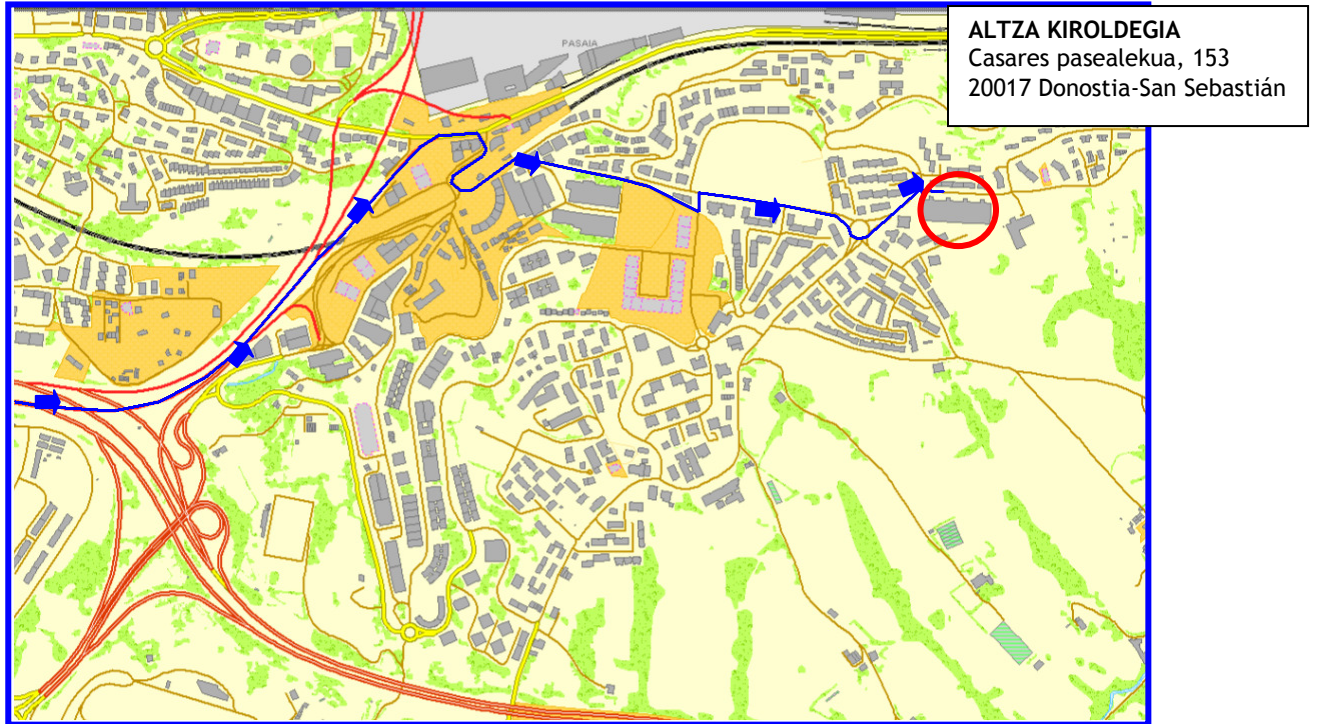 ALTZA KIROLDEGIA
Casares pasealekua, 153
20017 Donostia-San Sebastián
PASAIA